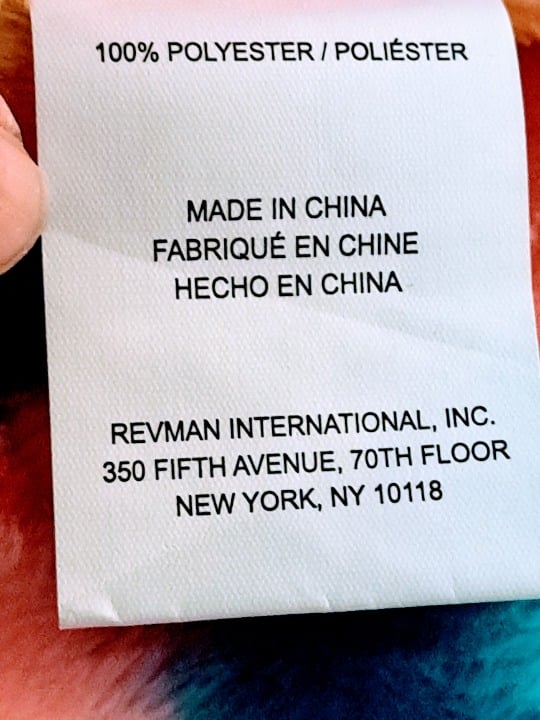 100% POLYESTER / POLIÉSTER
MADE IN CHINA
FABRIQUÉ EN CHINE
HECHO EN CHINA
REVMAN INTERNATIONAL, INC.
350 FIFTH AVENUE, 70TH FLOOR
NEW YORK, NY 10118